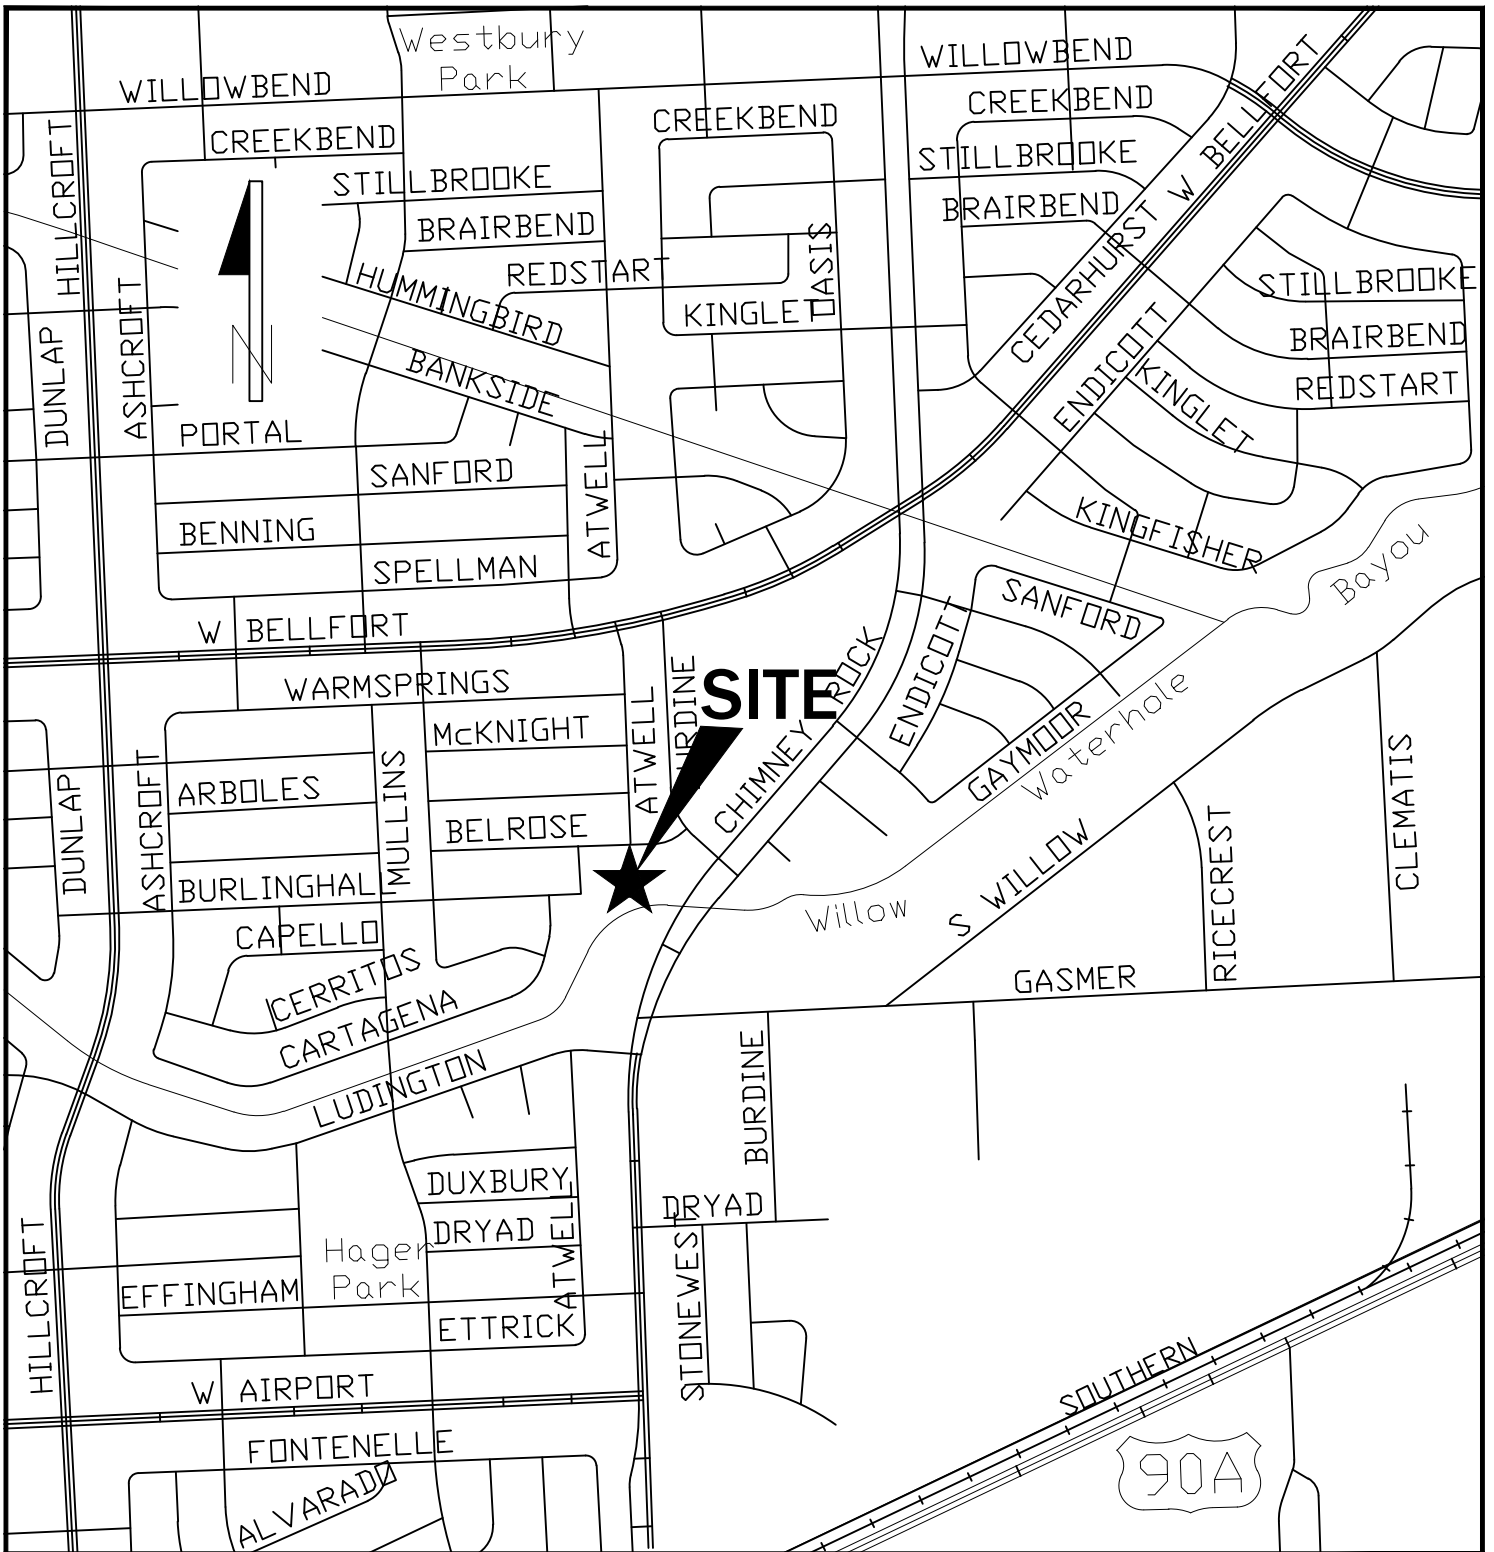 Westbury
Park
WILLOWBEND
WILLOWBEND
CREEKBEND
CREEKBEND
CREEKBEND
W BELLFORT
HILLCROFT
STILLBROOKE
STILLBROOKE
BRAIRBEND
BRAIRBEND
CEDARHURST
OASIS
REDSTART
HUMMINGBIRD
KINGLET
STILLBROOKE
N
ASHCROFT
DUNLAP
BANKSIDE
ENDICOTT
BRAIRBEND
KINGLET
REDSTART
PORTAL
SANFORD
ATWELL
BENNING
KINGFISHER
SPELLMAN
Bayou
SANFORD
W BELLFORT
ENDICOTT
WARMSPRINGS
SITE
CHIMNEY ROCK
McKNIGHT
ATWELL
GAYMOOR
Waterhole
MULLINS
ARBOLES
BELROSE
DUNLAP
ASHCROFT
BURLINGHALL
CLEMATIS
RICECREST
S WILLOW
Willow
CAPELLO
CERRITOS
CARTAGENA
GASMER
LUDINGTON
BURDINE
DUXBURY
DRYAD
DRYAD
ATWELL
Hager
Park
HILLCROFT
EFFINGHAM
ETTRICK
STONEWEST
W AIRPORT
SOUTHERN
FONTENELLE
ALVARADO
90A